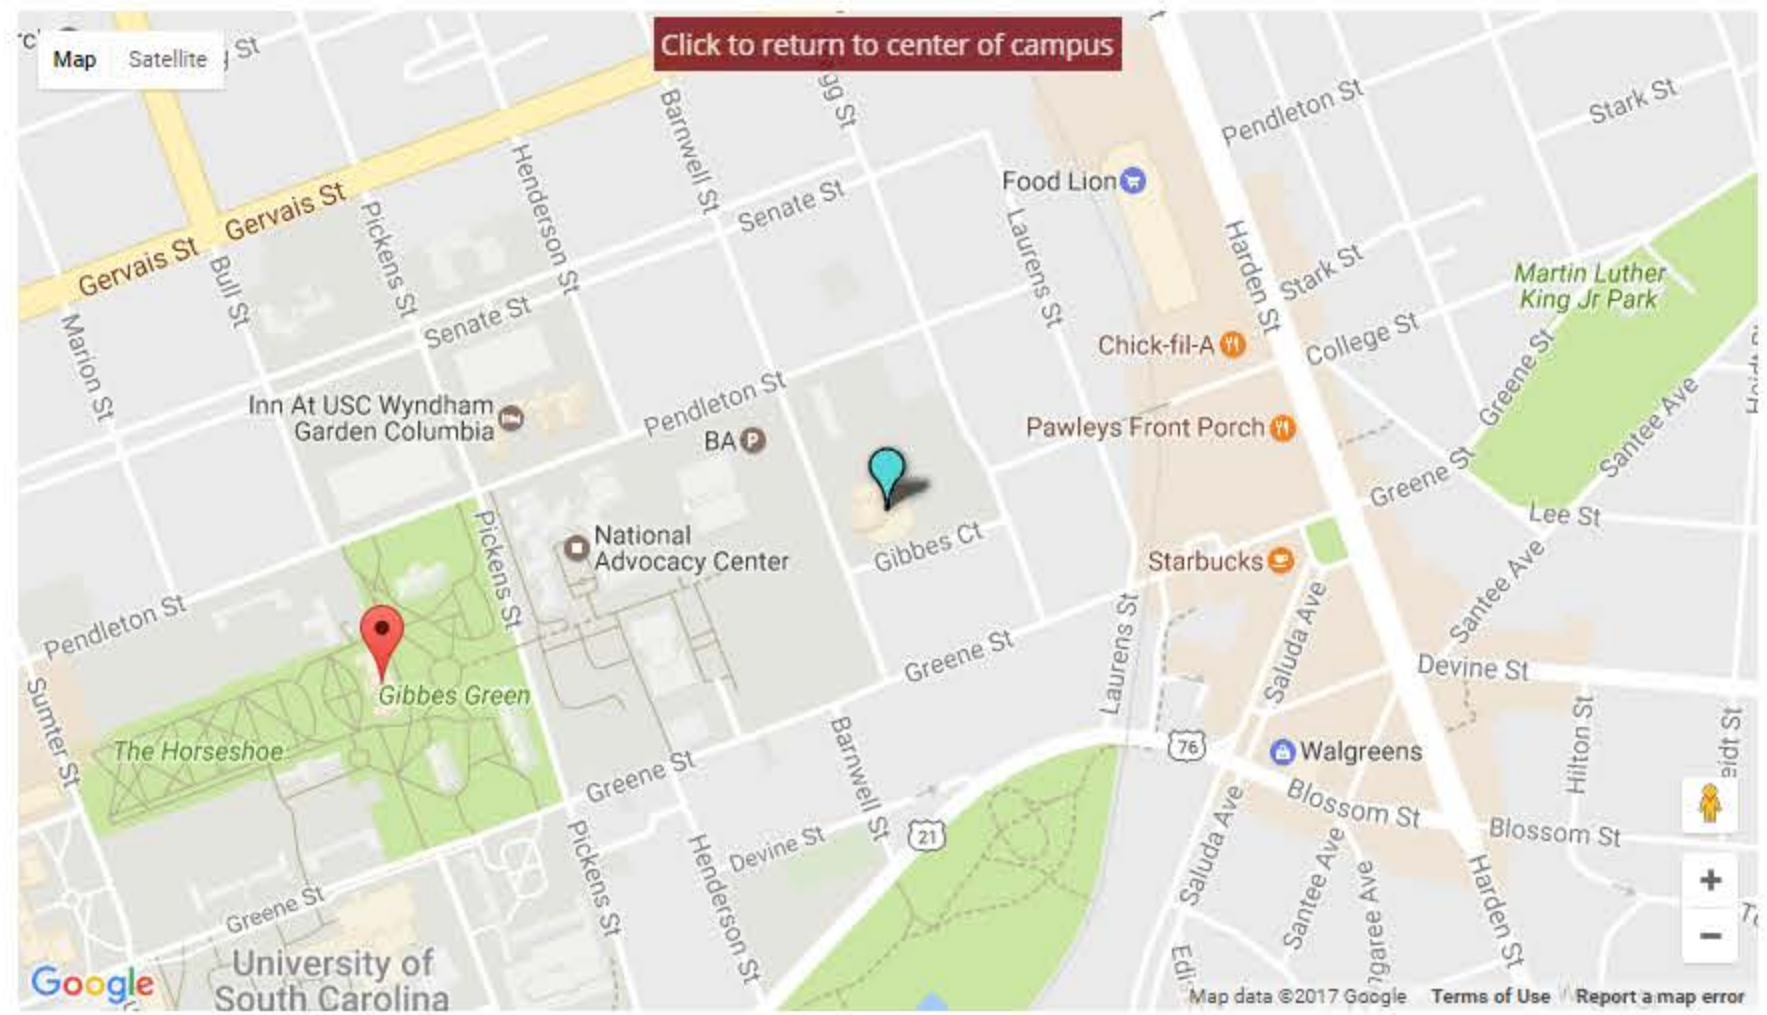 Map
Satellite
Click to return to center of campus
Pendleton St
Stark St
Barnwell St
Henderson St
Food Lion
Senate St
Gervais St
Pickens St
Laurens St
Harden St
Gervais St
Bull St
Stark St
Martin Luther
King Jr Park
Marion St
Senate St
Chick-fil-A
College St
Greene St
Pendleton St
Inn At USC Wyndham
Garden Columbia
BA
P
Pawleys Front Porch
Santee Ave
Greene St
Lee St
Pickens St
National
Advocacy Center
Gibbes Ct
Starbucks
Santee Ave
Pendleton St
Greene St
Laurens St
Saluda Ave
Devine St
Gibbes Green
Sumter St
The Horseshoe
Barnwell St
76
Walgreens
Hilton St
Greene St
Blossom St
Blossom St
21
Devine St
Pickens St
Henderson St
Saluda Ave
Santee Ave
Harden St
Greene St
University of
South Carolina
Google
Map data ©2017 Google
Terms of Use
Report a map error
+
−